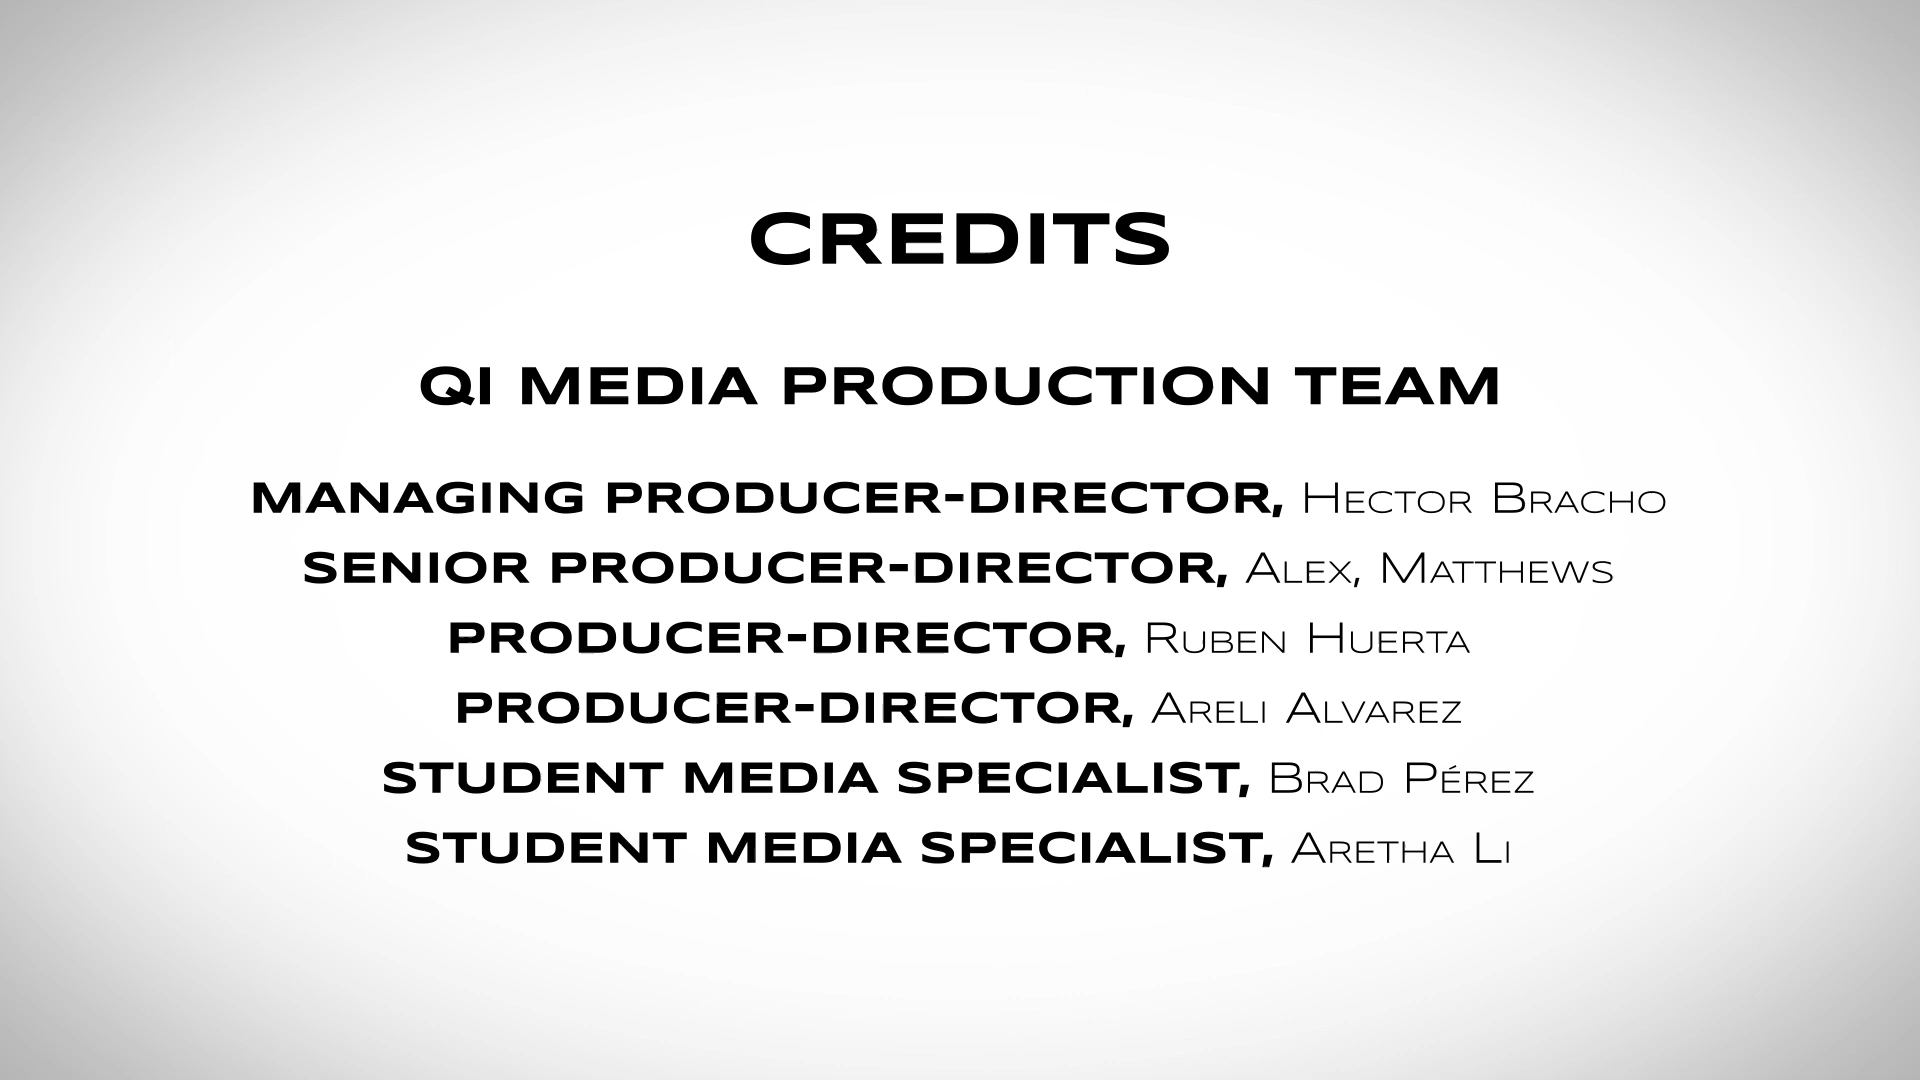 CREDITS
QI MEDIA PRODUCTION TEAM
MANAGING PRODUCER-DIRECTOR, Hector Bracho
SENIOR PRODUCER-DIRECTOR, Alex, Matthews
PRODUCER-DIRECTOR, Ruben Huerta
PRODUCER-DIRECTOR, Areli Alvarez
STUDENT MEDIA SPECIALIST, Brad Pérez
STUDENT MEDIA SPECIALIST, Aretha Li